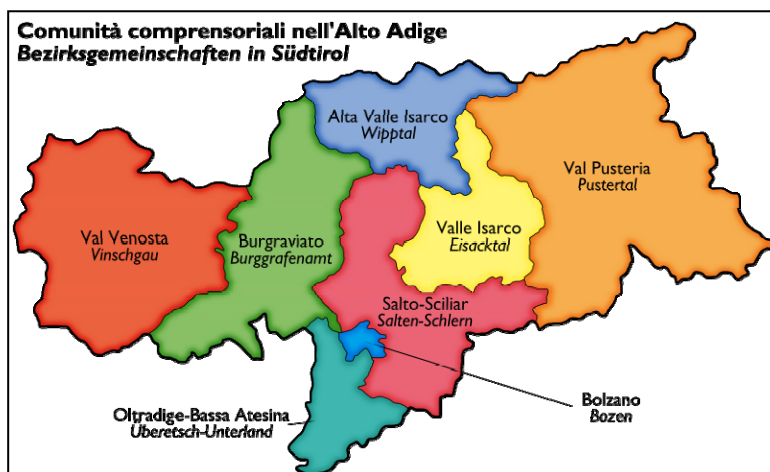 Comunità comprensoriali nell'Alto Adige
Bezirksgemeinschaften in Südtirol
Alta Valle Isarco
Wipptal
Val Pusteria
Pustertal
Val Venosta
Vinschgau
Burgraviato
Burggrafenamt
Valle Isarco
Eisacktal
Salto-Sciliar
Salten-Schlern
Oltradige-Bassa Atesina
Überetsch-Unterland
Bolzano
Bozen